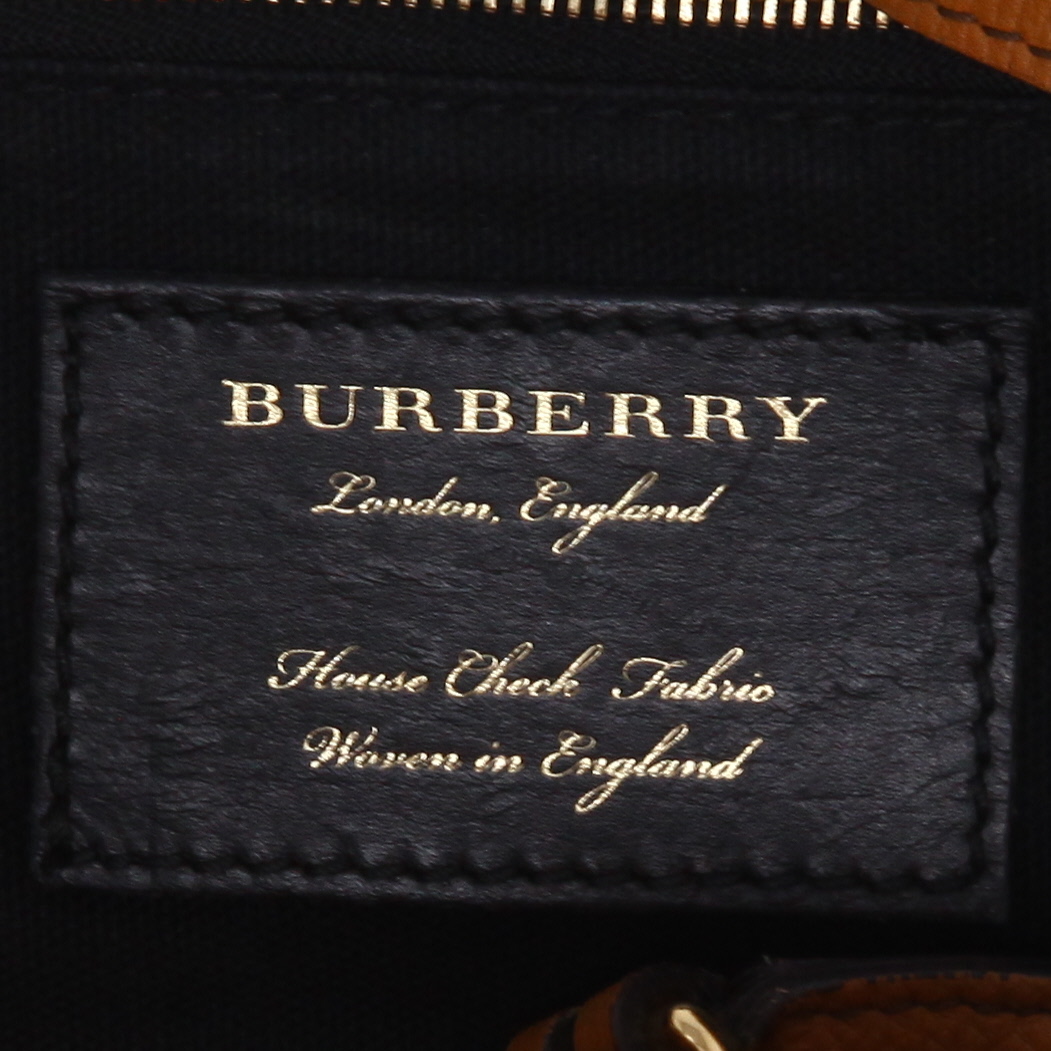 BURBERRY
London, England
House Check Fabric
Woven in England